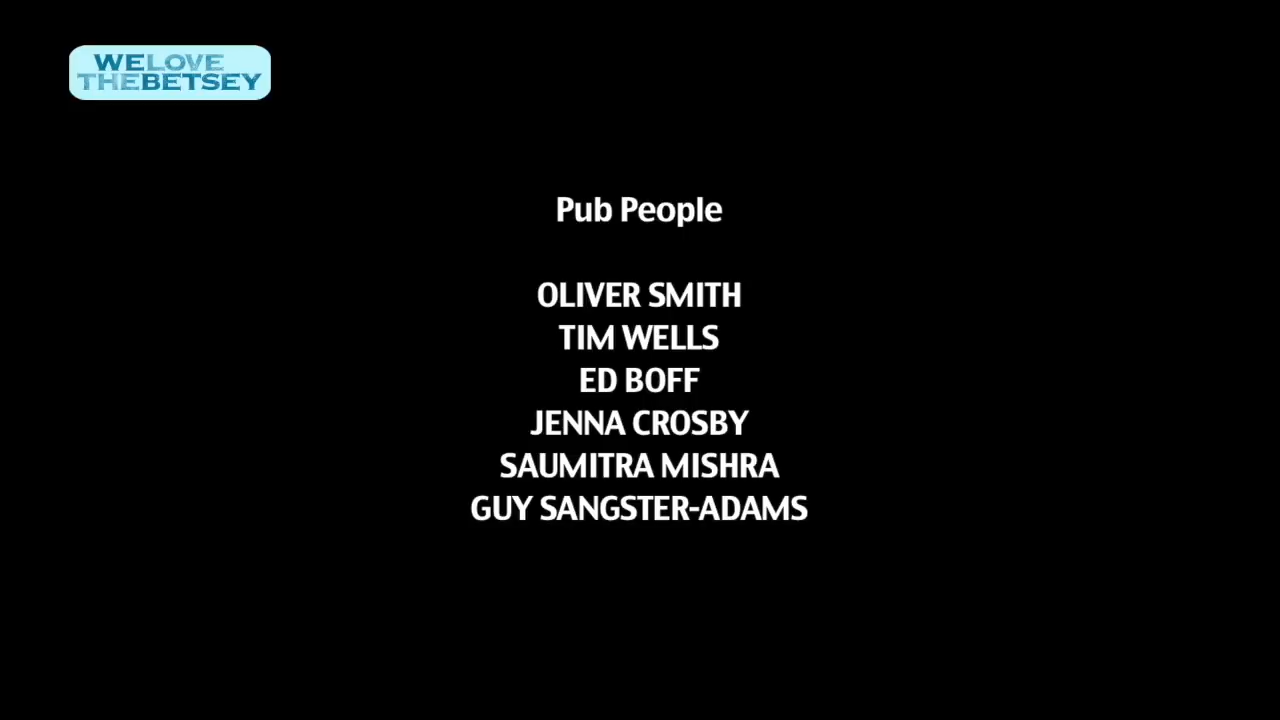 WELOVE
THEBETSEY
Pub People
OLIVER SMITH
TIM WELLS
ED BOFF
JENNA CROSBY
SAUMITRA MISHRA
GUY SANGSTER-ADAMS